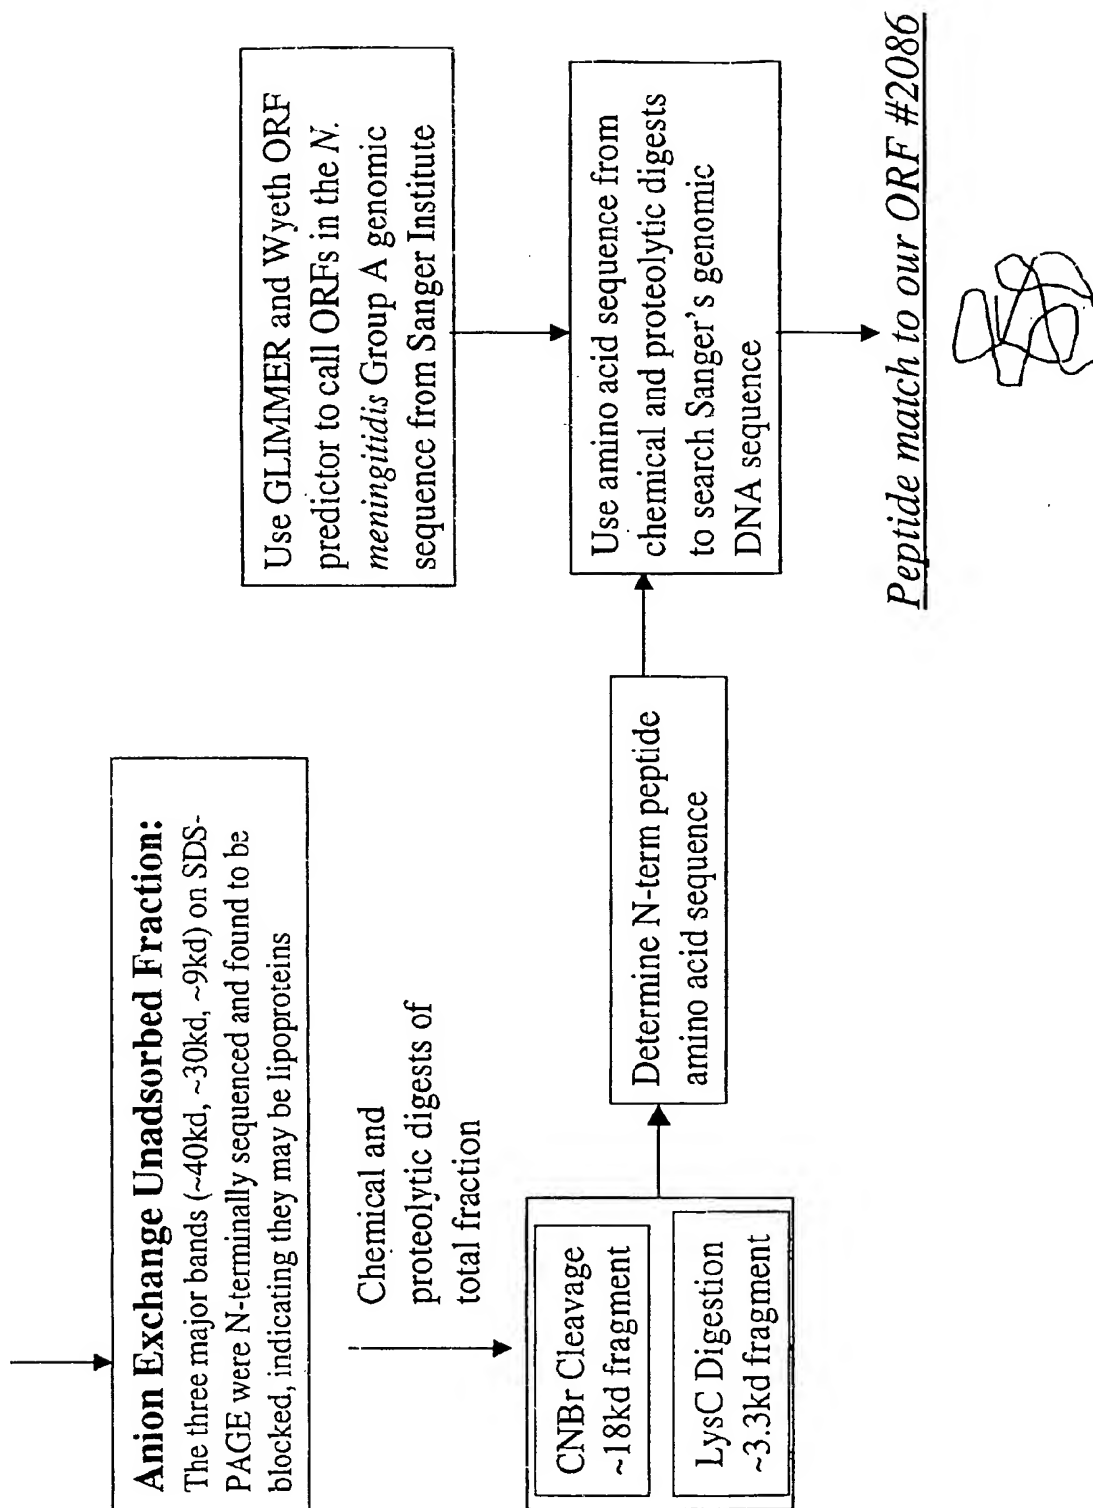 Anion Exchange Unadsorbed Fraction:
The three major bands (~40kd, ~30kd, ~9kd) on SDS-
PAGE were N-terminally sequenced and found to be
blocked, indicating they may be lipoproteins
Chemical and
proteolytic digests of
total fraction
CNBr Cleavage
~18kd fragment
LysC Digestion
~3.3kd fragment
Determine N-term peptide
amino acid sequence
Use GLIMMER and Wyeth ORF
predictor to call ORFs in the N.
meningitidis Group A genomic
sequence from Sanger Institute
Use amino acid sequence from
chemical and proteolytic digests
to search Sanger's genomic
DNA sequence
Peptide match to our ORF #2086